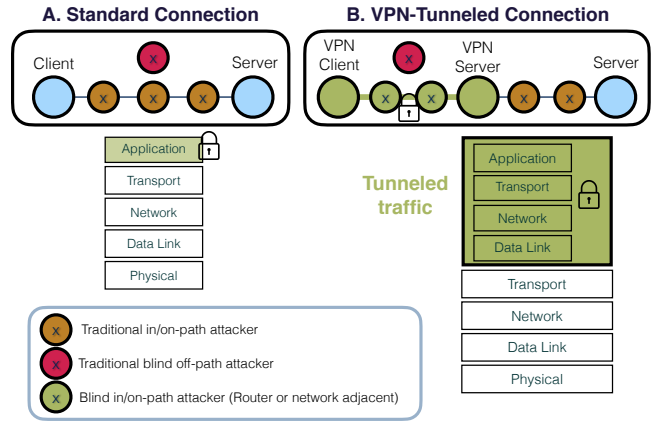 A. Standard Connection
Client
x
Server
x
x
x
Application
Transport
Network
Data Link
Physical
B. VPN-Tunneled Connection
VPN
Client
x
VPN
Server
Server
x
x
x
x
Tunneled
traffic
Application
Transport
Network
Data Link
Transport
Network
Data Link
Physical
x Traditional in/on-path attacker
x Traditional blind off-path attacker
x Blind in/on-path attacker (Router or network adjacent)